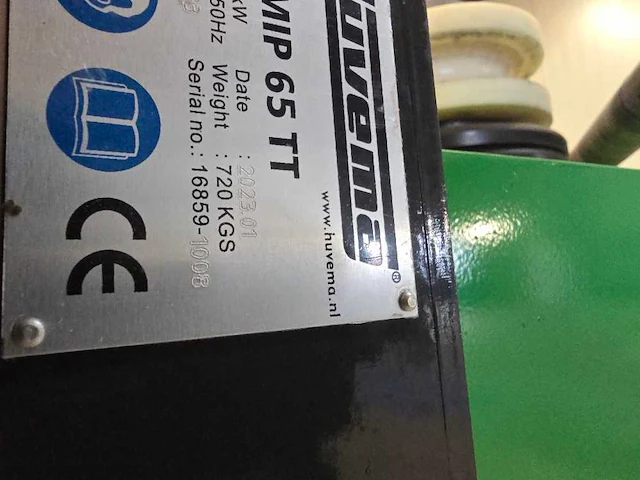 huvema®
www.huvema.nl
MIP 65 TT
kW Date : 2023.01
50Hz Weight : 720 KGS
Serial no.: 16859-1008
CE